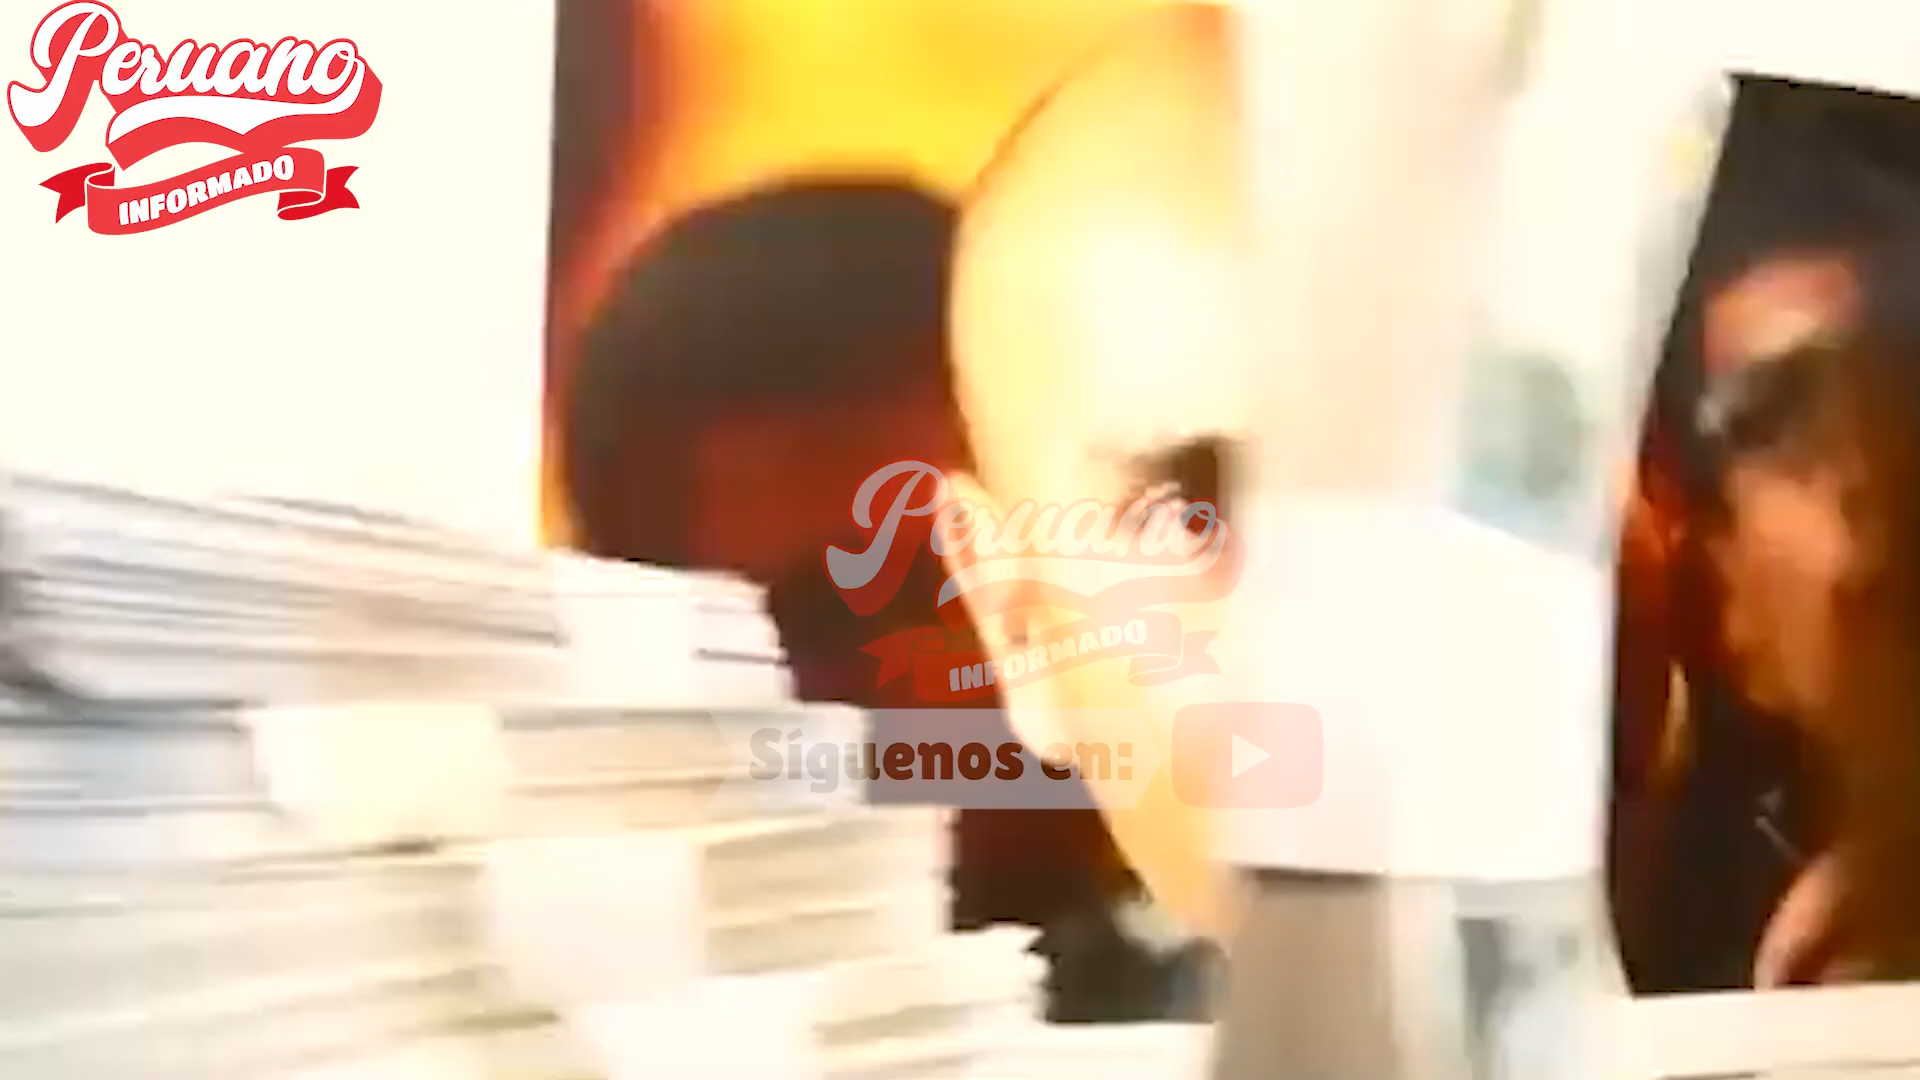 Peruano
INFORMADO
Peruano
INFORMADO
Síguenos en: